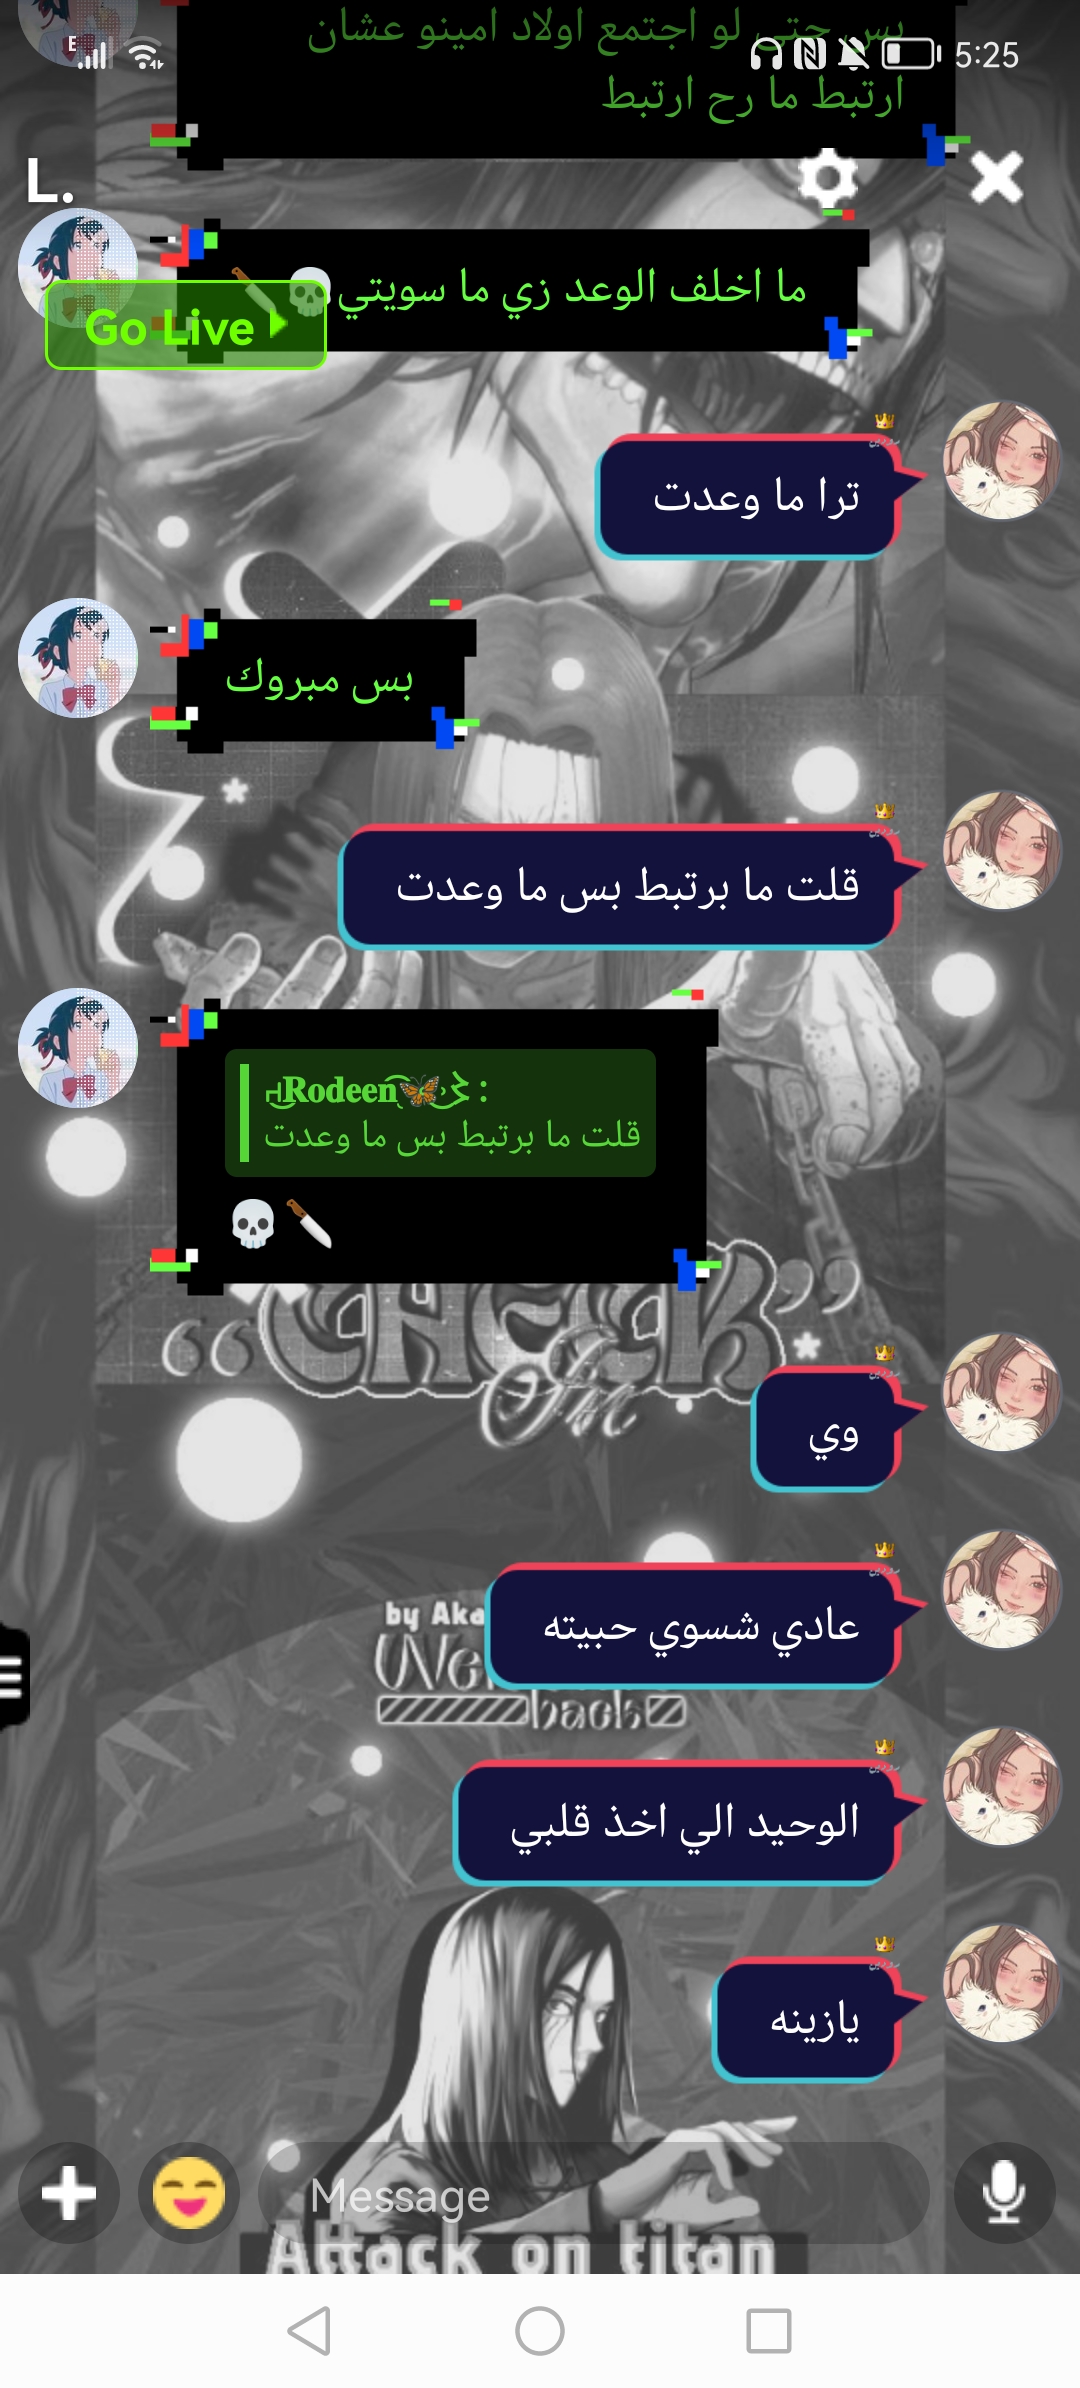 بس حتى لو اجتمع اولاد امينو عشان
5:25
ارتبط ما رح ارتبط
L.
ما اخلف الوعد زي ما سويتي💀🔪
Go Live
ترا ما وعدت
بس مبروك
قلت ما برتبط بس ما وعدت
Rodeen🦋 :
قلت ما برتبط بس ما وعدت
💀🔪
“CHECK”
In
وي
by Aka
عادي شسوي حبيته
back
الوحيد الي اخذ قلبي
يازينه
Message
Attack on titan